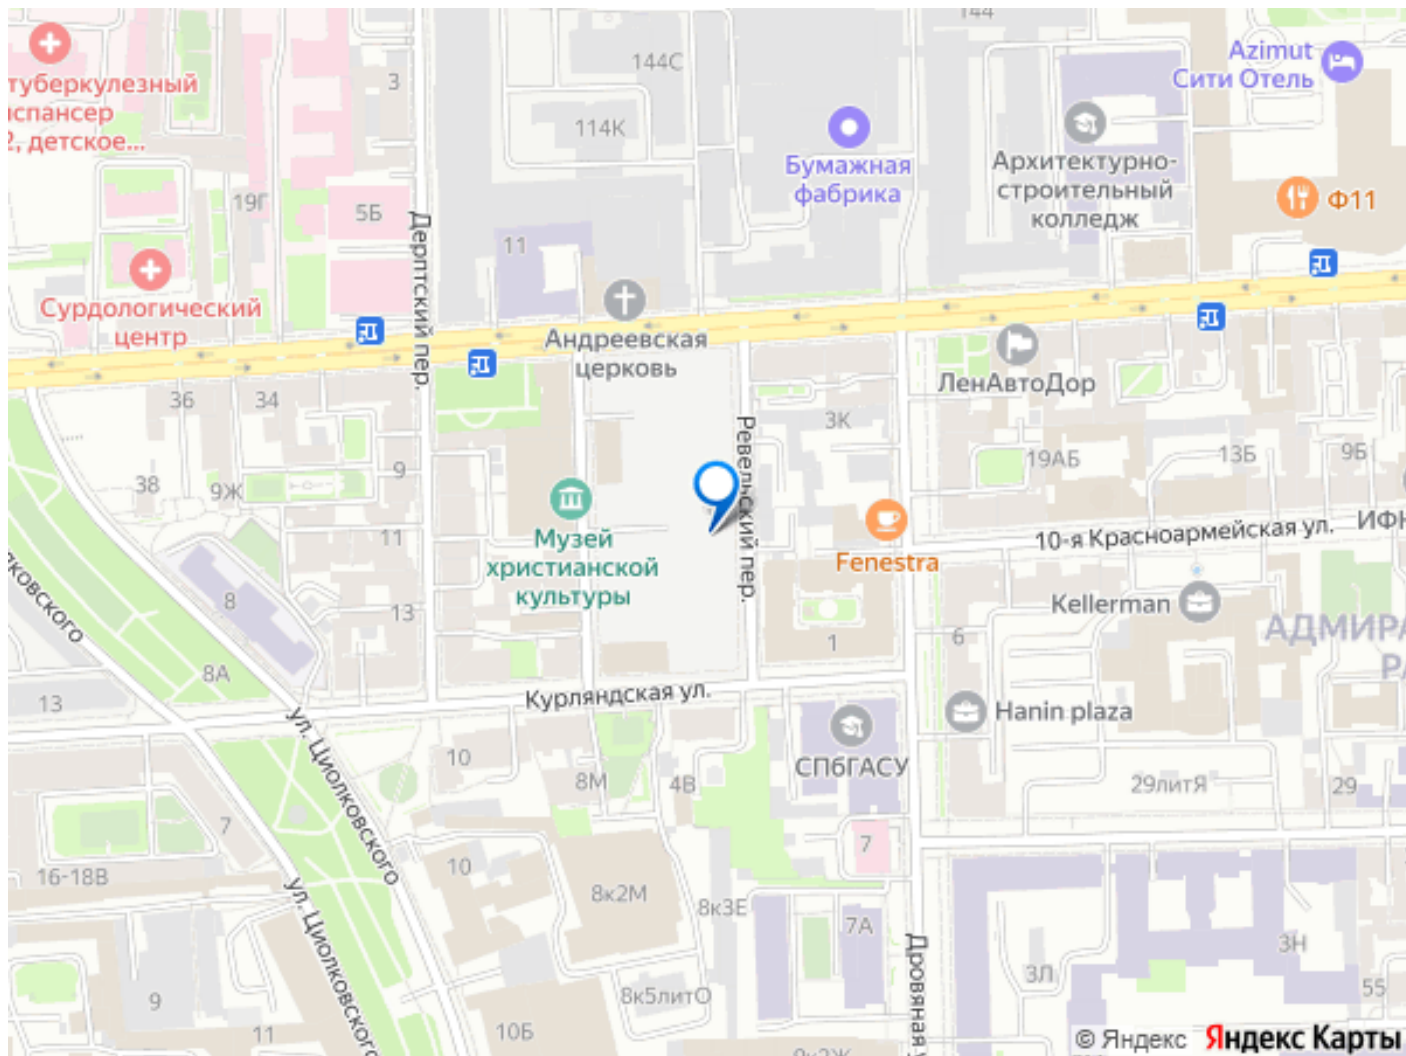 144
Azimut
Сити Отель
144С
3
туберкулезный
испансер
2, детское...
114К
Бумажная
фабрика
Архитектурно-
строительный
колледж
Ф11
19Г
5Б
Дерптский пер.
11
Сурдологический
центр
Андреевская
церковь
ЛенАвтоДор
36
34
3К
Ревельский пер.
19АБ
13Б
9Б
9
38
9Ж
11
Музей
христианской
культуры
Fenestra
10-я Красноармейская ул.
ИФН
8
13
Kellerman
АДМИРА
РА
1
6
8А
13
Курляндская ул.
Hanin plaza
ул. Циолковского
СПбГАСУ
10
8М
4В
29литЯ
29
7
7
16-18В
10
8к2М
8к3Е
7А
ул. Циолковского
Дровяная
3Н
3Л
9
11
8к5литО
10Б
55
© Яндекс Яндекс Карты